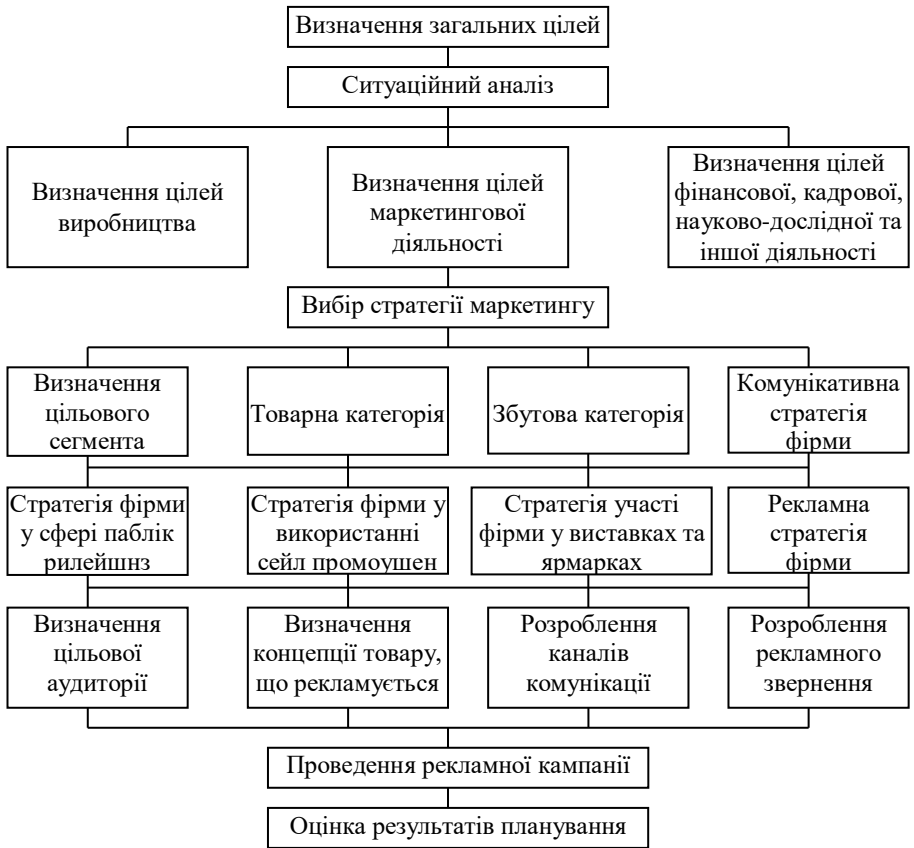 Визначення загальних цілей
Ситуаційний аналіз
Визначення цілей
виробництва
Визначення цілей
маркетингової
діяльності
Визначення цілей
фінансової, кадрової,
науково-дослідної та
іншої діяльності
Вибір стратегії маркетингу
Визначення
цільового
сегмента
Товарна категорія
Збутова категорія
Комунікативна
стратегія
фірми
Стратегія фірми
у сфері паблік
рилейшнз
Стратегія фірми у
використанні
сейл промоушен
Стратегія участі
фірми у виставках та
ярмарках
Рекламна
стратегія
фірми
Визначення
цільової
аудиторії
Визначення
концепції товару,
що рекламується
Розроблення
каналів
комунікації
Розроблення
рекламного
звернення
Проведення рекламної кампанії
Оцінка результатів планування